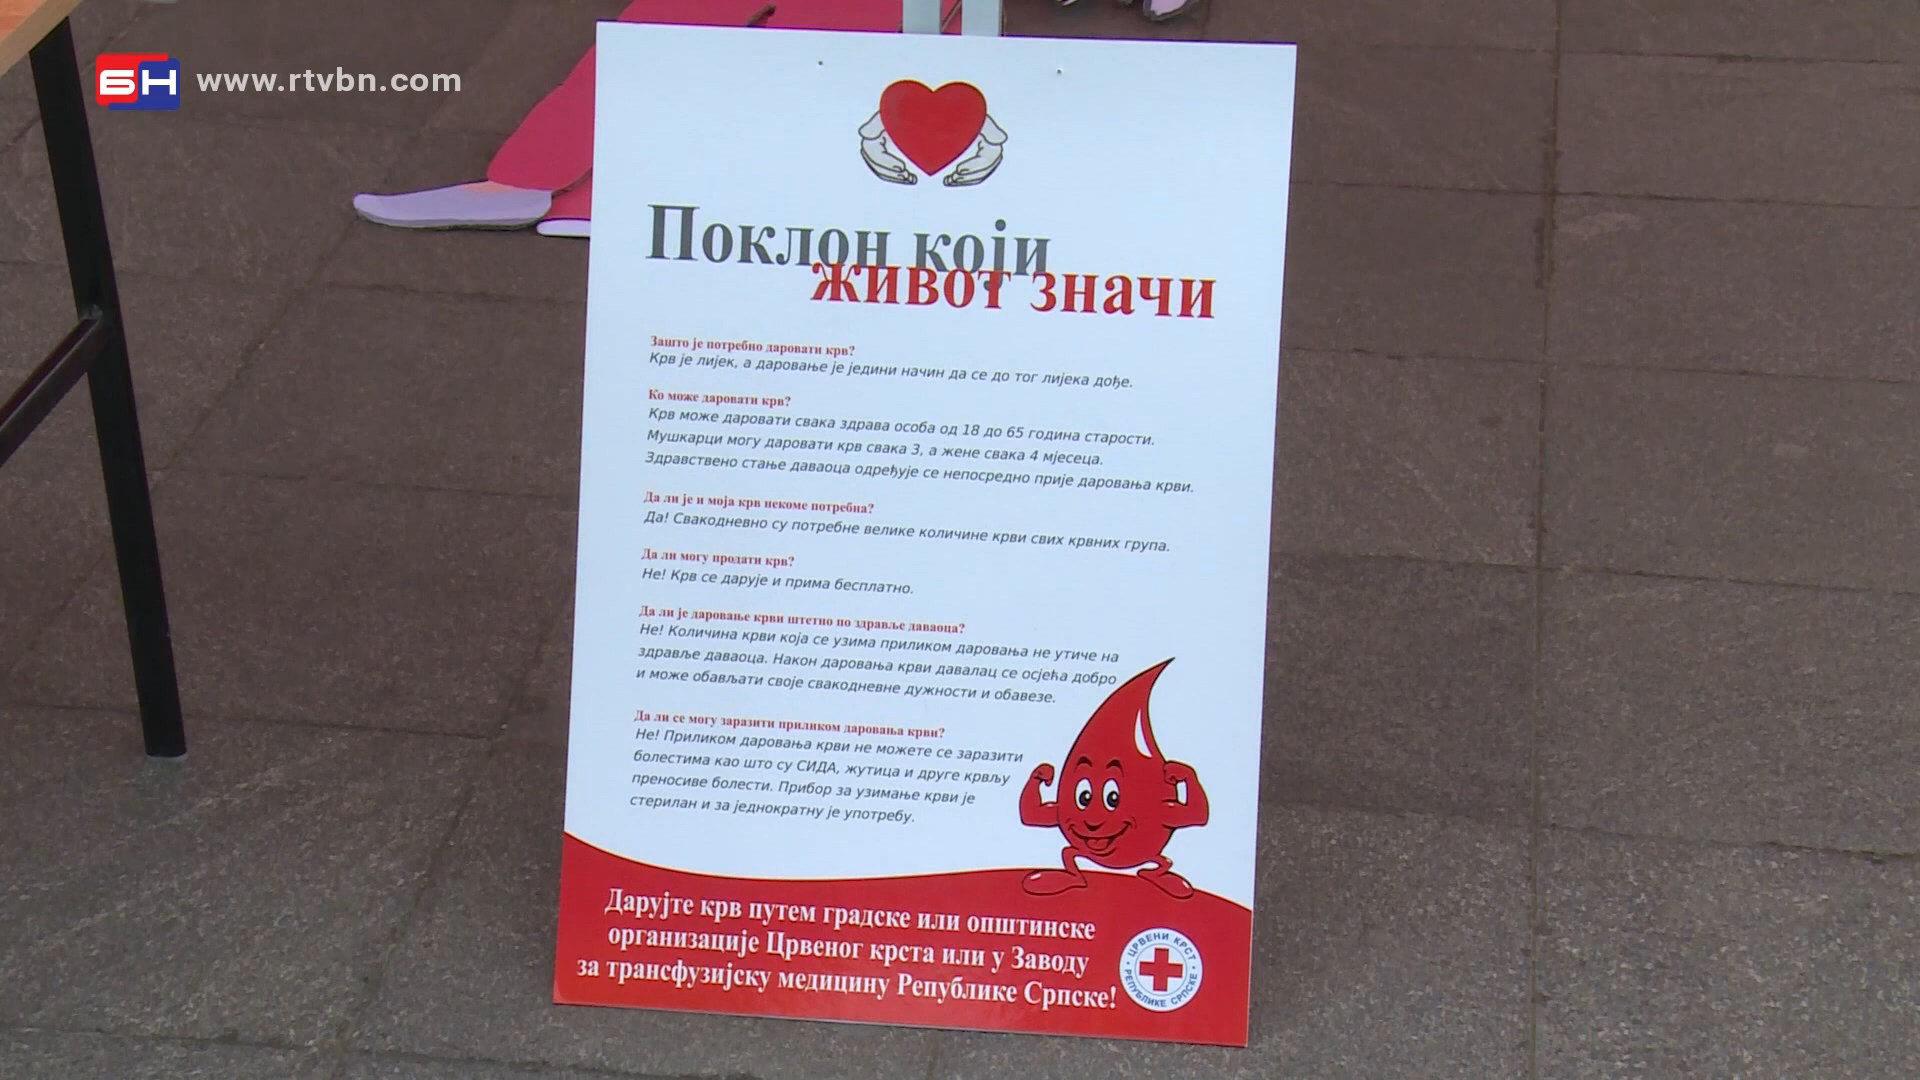 БН www.rtvbn.com
Поклон који
живот значи
Зашто је потребно даровати крв?
Крв је лијек, а даровање је једини начин да се до тог лијека дође.
Ко може даровати крв?
Крв може даровати свака здрава особа од 18 до 65 година старости.
Мушкарци могу даровати крв свака 3, а жене свака 4 мјесеца.
Здравствено стање даваоца одређује се непосредно прије даровања крви.
Да ли је и моја крв некоме потребна?
Да! Свакодневно су потребне велике количине крви свих крвних група.
Да ли могу продати крв?
Не! Крв се дарује и прима бесплатно.
Да ли је даровање крви штетно по здравље даваоца?
Не! Количина крви која се узима приликом даровања не утиче на
здравље даваоца. Након даровања крви давалац се осјећа добро
и може обављати своје свакодневне дужности и обавезе.
Да ли се могу заразити приликом даровања крви?
Не! Приликом даровања крви не можете се заразити
болестима као што су СИДА, жутица и друге крвљу
преносиве болести. Прибор за узимање крви је
стерилан и за једнократну је употребу.
Дарујте крв путем градске или општинске
организације Црвеног крста или у Заводу
за трансфузијску медицину Републике Српске!
ЦРВЕНИ КРСТ
РЕПУБЛИКЕ СРПСКЕ